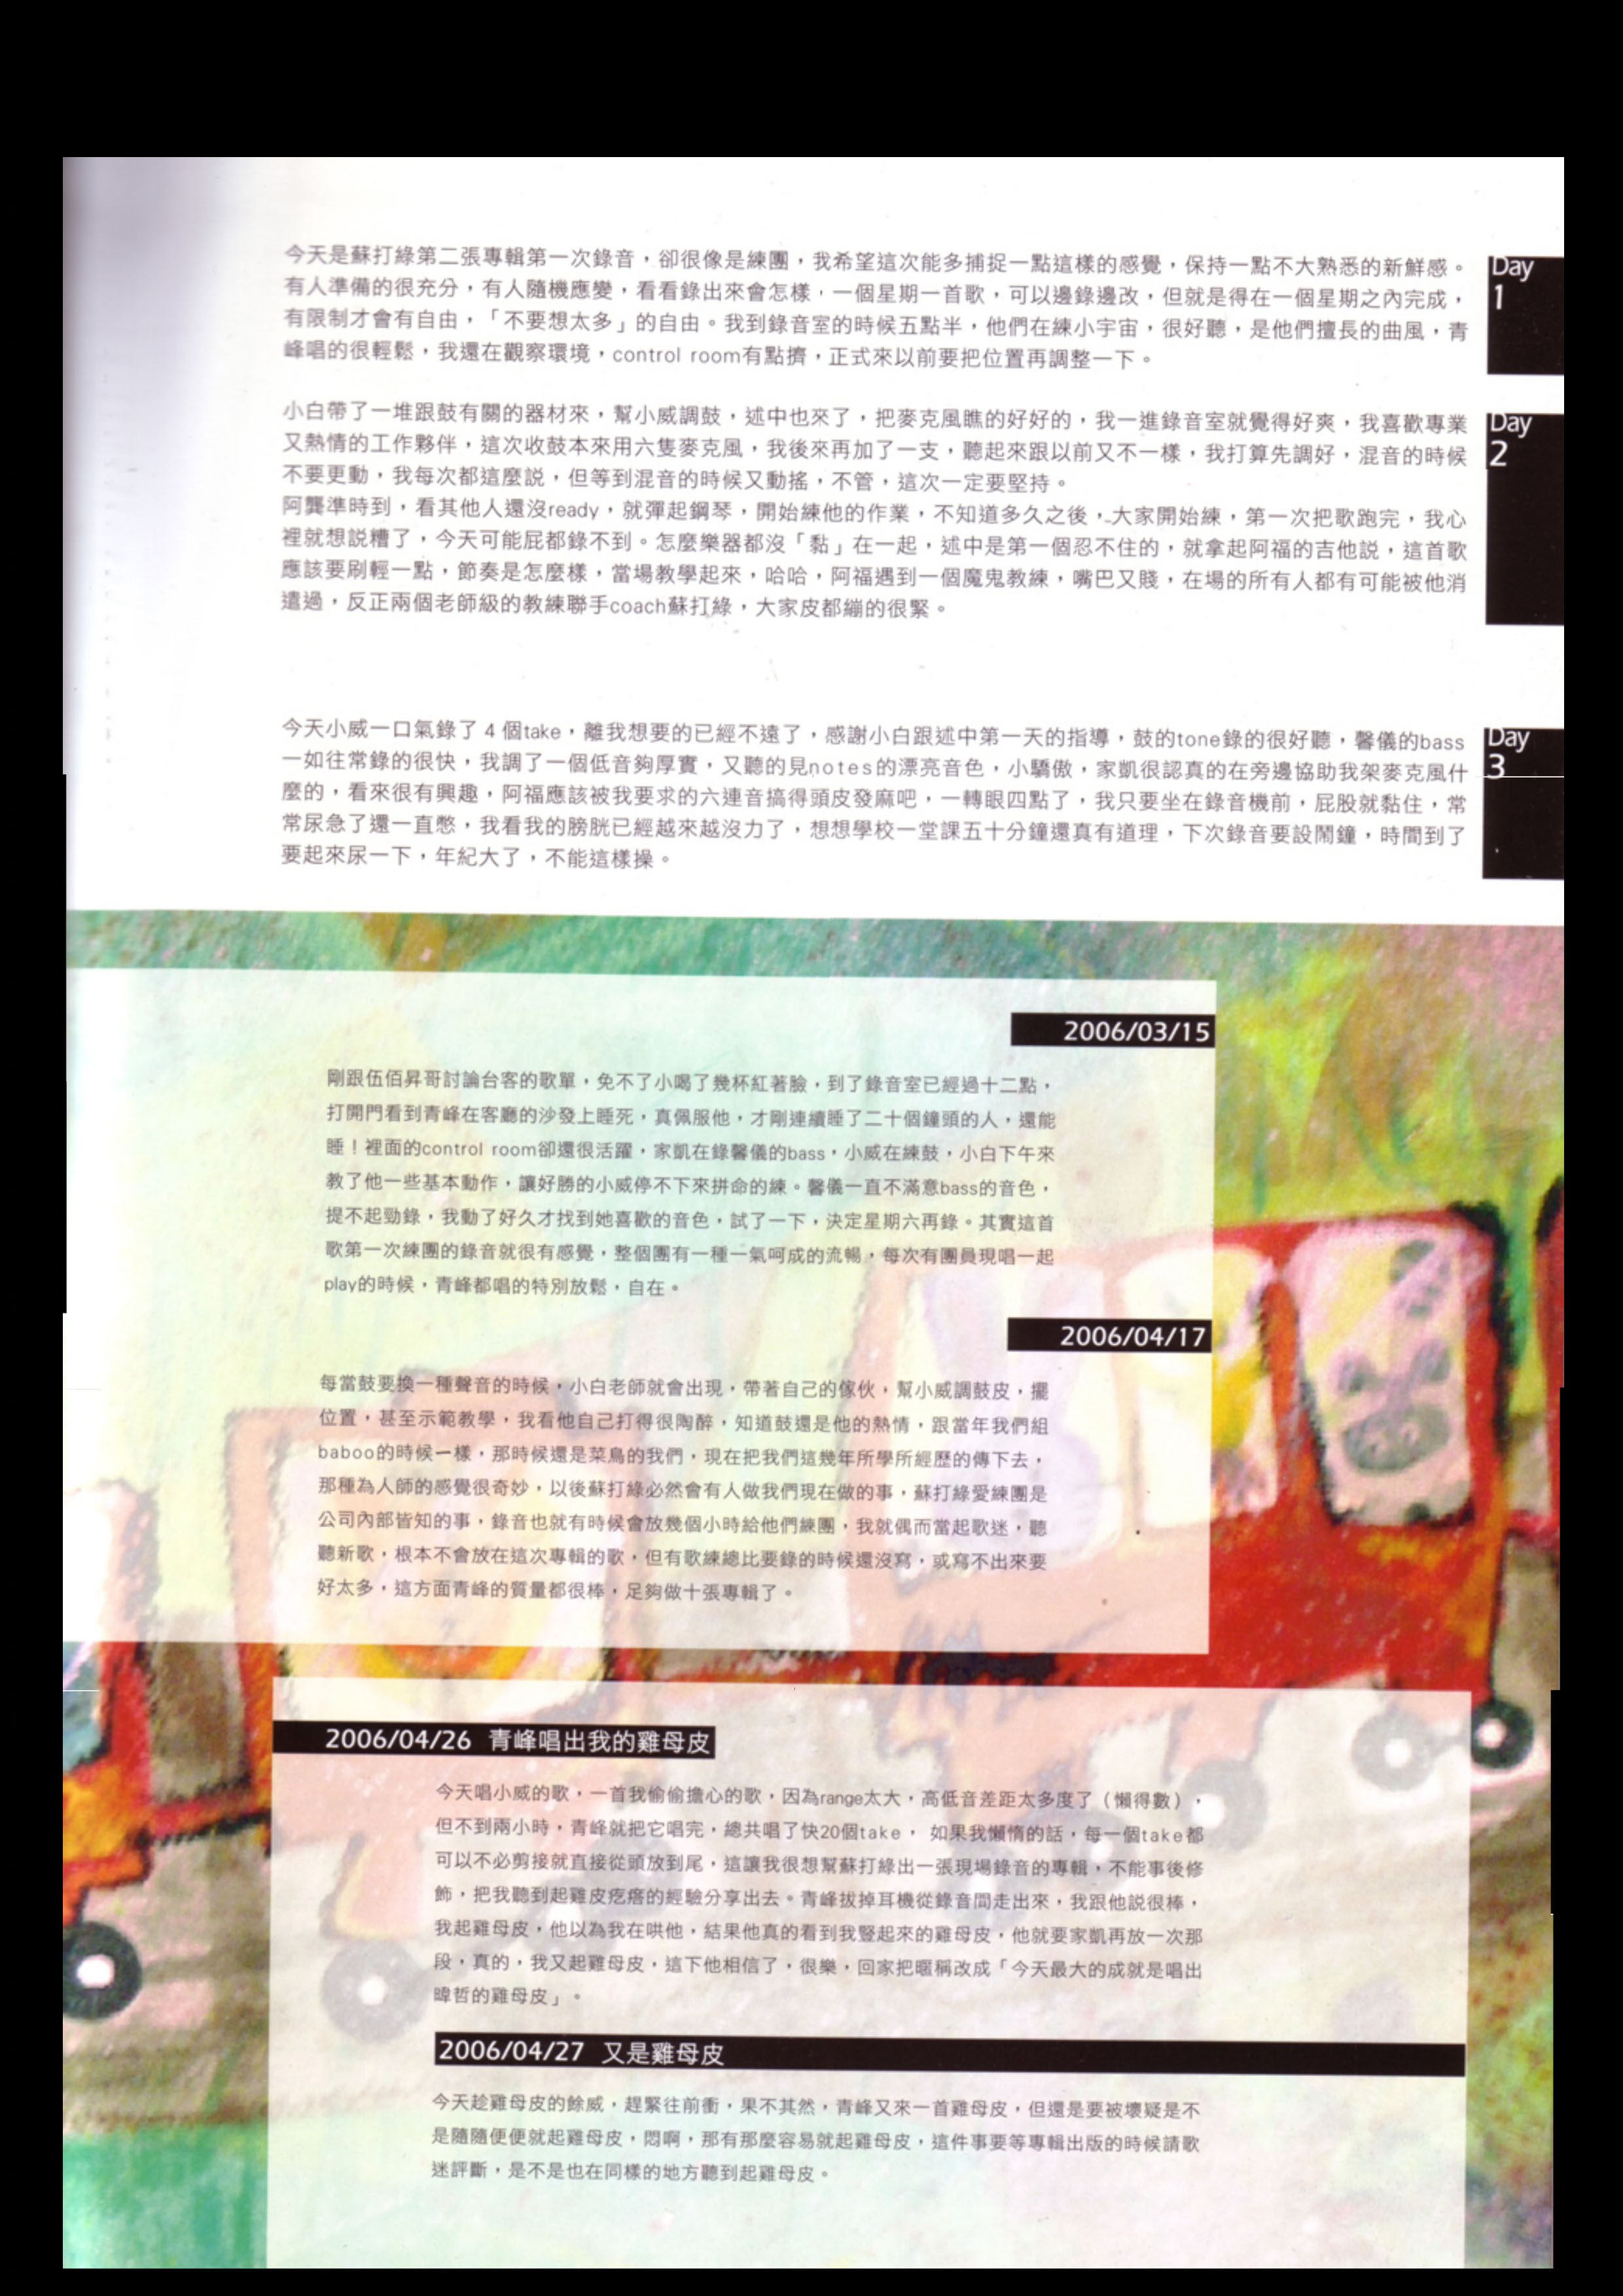 Day
1
今天是蘇打綠第二張專輯第一次錄音，卻很像是練團，我希望這次能多捕捉一點這樣的感覺，保持一點不大熟悉的新鮮感。
有人準備的很充分，有人隨機應變，看看錄出來會怎樣，一個星期一首歌，可以邊錄邊改，但就是得在一個星期之內完成，
有限制才會有自由，「不要想太多」的自由。我到錄音室的時候五點半，他們在練小宇宙，很好聽，是他們擅長的曲風，青
峰唱的很輕鬆，我還在觀察環境，control room有點擠，正式來以前要把位置再調整一下。
Day
2
小白帶了一堆跟鼓有關的器材來，幫小威調鼓，述中也來了，把麥克風瞧的好好的，我一進錄音室就覺得好爽，我喜歡專業
又熱情的工作夥伴，這次收鼓本來用六隻麥克風，我後來再加了一支，聽起來跟以前又不一樣，我打算先調好，混音的時候
不要更動，我每次都這麼説，但等到混音的時候又動搖，不管，這次一定要堅持。
阿龔準時到，看其他人還沒ready，就彈起鋼琴，開始練他的作業，不知道多久之後，大家開始練，第一次把歌跑完，我心
裡就想説糟了，今天可能屁都錄不到。怎麼樂器都沒「黏」在一起，述中是第一個忍不住的，就拿起阿福的吉他説，這首歌
應該要刷輕一點，節奏是怎麼樣，當場教學起來，哈哈，阿福遇到一個魔鬼教練，嘴巴又賤，在場的所有人都有可能被他消
遣過，反正兩個老師級的教練聯手coach蘇打綠，大家皮都繃的很緊。
Day
3
今天小威一口氣錄了 4 個take，離我想要的已經不遠了，感謝小白跟述中第一天的指導，鼓的tone錄的很好聽，馨儀的bass
一如往常錄的很快，我調了一個低音夠厚實，又聽的見notes的漂亮音色，小驕傲，家凱很認真的在旁邊協助我架麥克風什
麼的，看來很有興趣，阿福應該被我要求的六連音搞得頭皮發麻吧，一轉眼四點了，我只要坐在錄音機前，屁股就黏住，常
常尿急了還一直憋，我看我的膀胱已經越來越沒力了，想想學校一堂課五十分鐘還真有道理，下次錄音要設鬧鐘，時間到了
要起來尿一下，年紀大了，不能這樣操。
2006/03/15
剛跟伍佰昇哥討論台客的歌單，免不了小喝了幾杯紅著臉，到了錄音室已經過十二點，
打開門看到青峰在客廳的沙發上睡死，真佩服他，才剛連續睡了二十個鐘頭的人，還能
睡！裡面的control room卻還很活躍，家凱在錄馨儀的bass，小威在練鼓，小白下午來
教了他一些基本動作，讓好勝的小威停不下來拼命的練。馨儀一直不滿意bass的音色，
提不起勁錄，我動了好久才找到她喜歡的音色，試了一下，決定星期六再錄。其實這首
歌第一次練團的錄音就很有感覺，整個團有一種一氣呵成的流暢，每次有團員現唱一起
play的時候，青峰都唱的特別放鬆，自在。
2006/04/17
每當鼓要換一種聲音的時候，小白老師就會出現，帶著自己的傢伙，幫小威調鼓皮，擺
位置，甚至示範教學，我看他自己打得很陶醉，知道鼓還是他的熱情，跟當年我們組
baboo的時候一樣，那時候還是菜鳥的我們，現在把我們這幾年所學所經歷的傳下去，
那種為人師的感覺很奇妙，以後蘇打綠必然會有人做我們現在做的事，蘇打綠愛練團是
公司內部皆知的事，錄音也就有時候會放幾個小時給他們練團，我就偶而當起歌迷，聽
聽新歌，根本不會放在這次專輯的歌，但有歌練總比要錄的時候還沒寫，或寫不出來要
好太多，這方面青峰的質量都很棒，足夠做十張專輯了。
2006/04/26 青峰唱出我的雞母皮
今天唱小威的歌，一首我偷偷擔心的歌，因為range太大，高低音差距太多度了（懶得數），
但不到兩小時，青峰就把它唱完，總共唱了快20個take， 如果我懶惰的話，每一個take都
可以不必剪接就直接從頭放到尾，這讓我很想幫蘇打綠出一張現場錄音的專輯，不能事後修
飾，把我聽到起雞皮疙瘩的經驗分享出去。青峰拔掉耳機從錄音間走出來，我跟他説很棒，
我起雞母皮，他以為我在哄他，結果他真的看到我豎起來的雞母皮，他就要家凱再放一次那
段，真的，我又起雞母皮，這下他相信了，很樂，回家把暱稱改成「今天最大的成就是唱出
暐哲的雞母皮」。
2006/04/27 又是雞母皮
今天趁雞母皮的餘威，趕緊往前衝，果不其然，青峰又來一首雞母皮，但還是要被懷疑是不
是隨隨便便就起雞母皮，悶啊，那有那麼容易就起雞母皮，這件事要等專輯出版的時候請歌
迷評斷，是不是也在同樣的地方聽到起雞母皮。